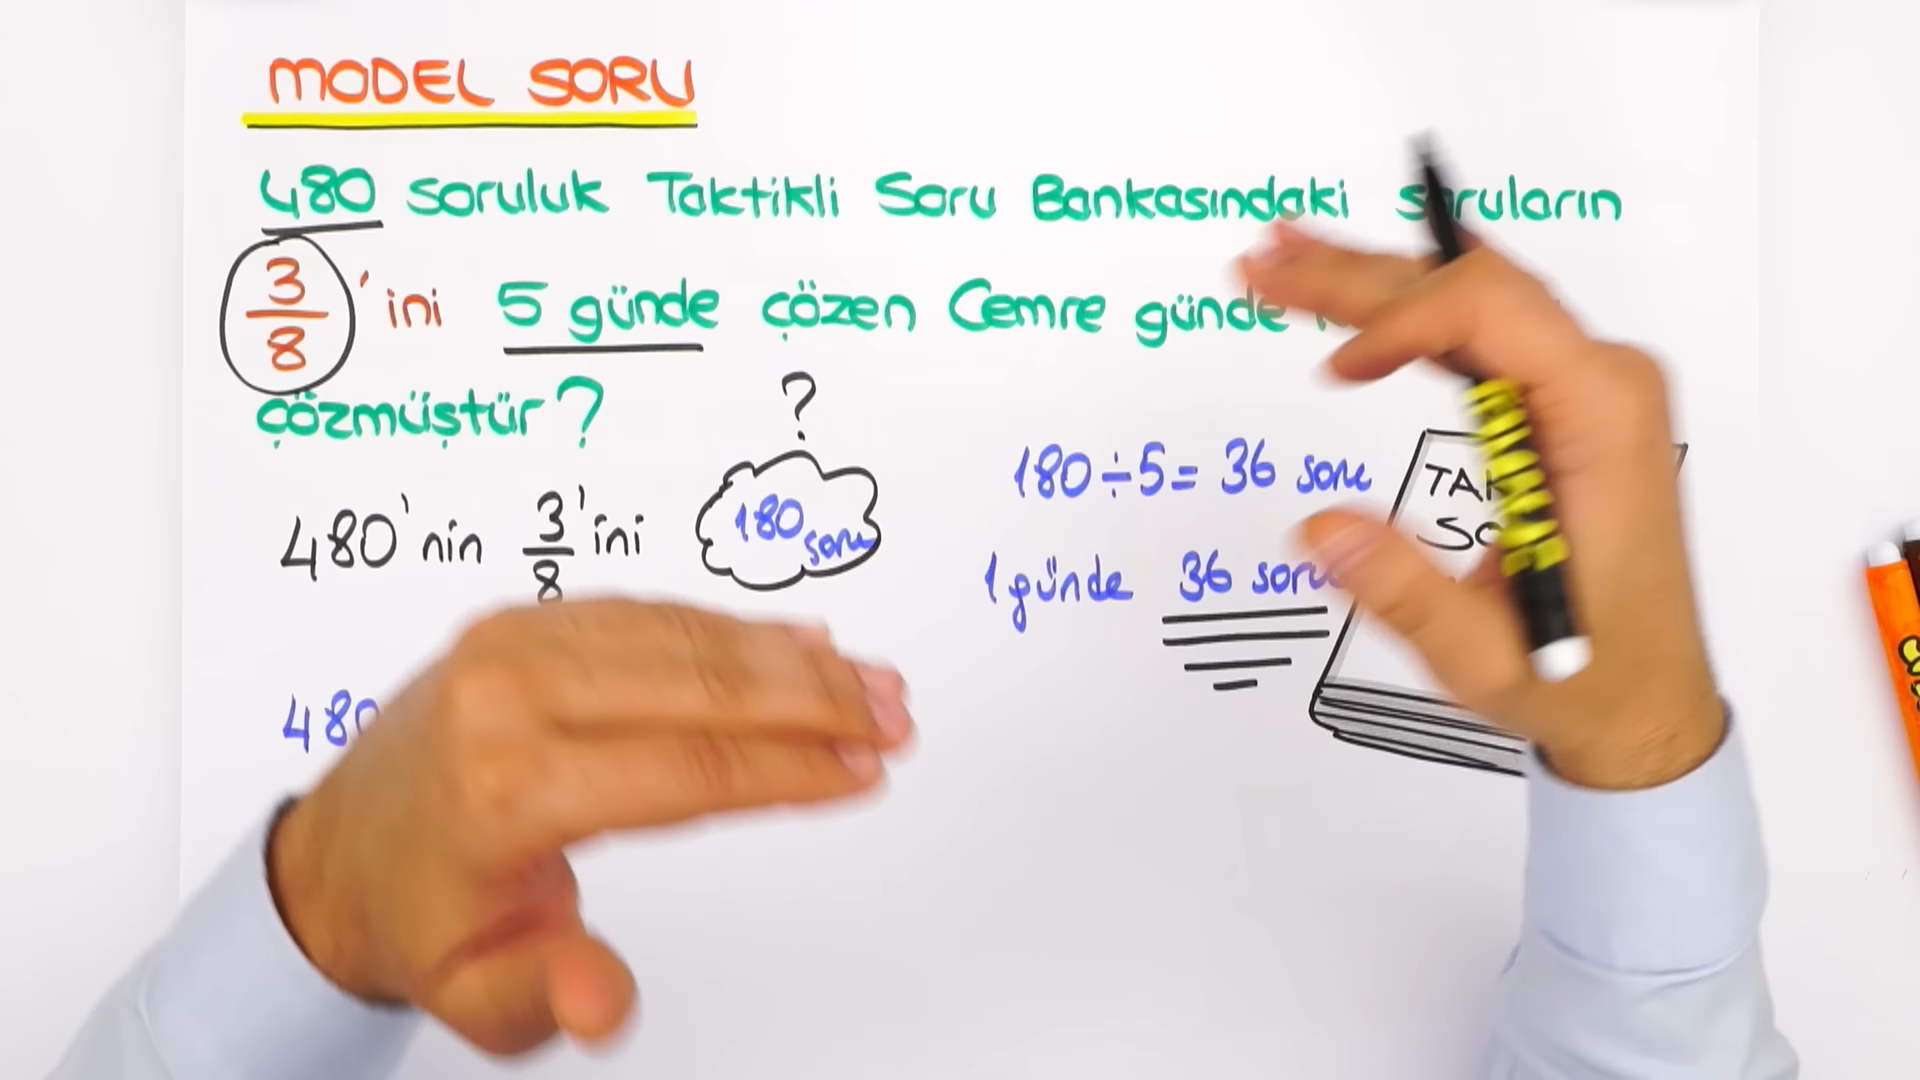 MODEL SORU
480 soruluk Taktikli Soru Bankasındaki soruların
3/8 'ini 5 günde çözen Cemre günde
çözmüştür?
?
480'nin 3/8'ini
180 soru
180÷5= 36 soru
1 günde 36 soru
480